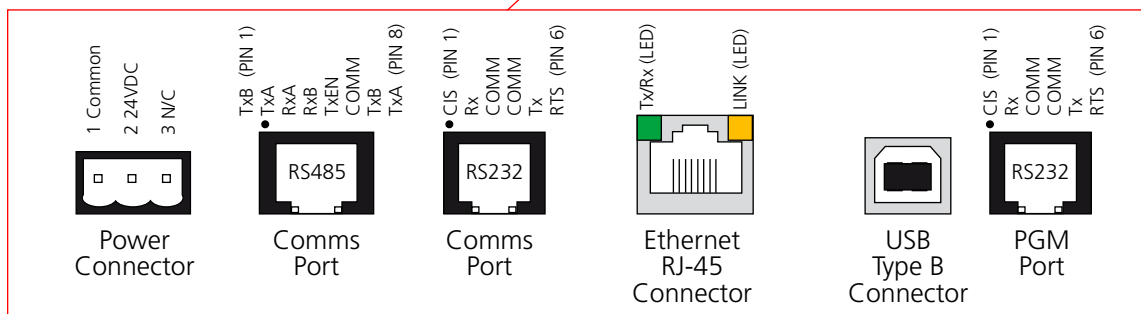 1 Common
2 24VDC
3 N/C
TxB (PIN 1)
TxA
RxA
RxB
TxEN
COMM
TxB
TxA (PIN 8)
CIS (PIN 1)
Rx
COMM
COMM
Tx
RTS (PIN 6)
Tx/Rx (LED)
LINK (LED)
CIS (PIN 1)
Rx
COMM
COMM
Tx
RTS (PIN 6)
RS485
RS232
RS232
Power
Connector
Comms
Port
Comms
Port
Ethernet
RJ-45
Connector
USB
Type B
Connector
PGM
Port